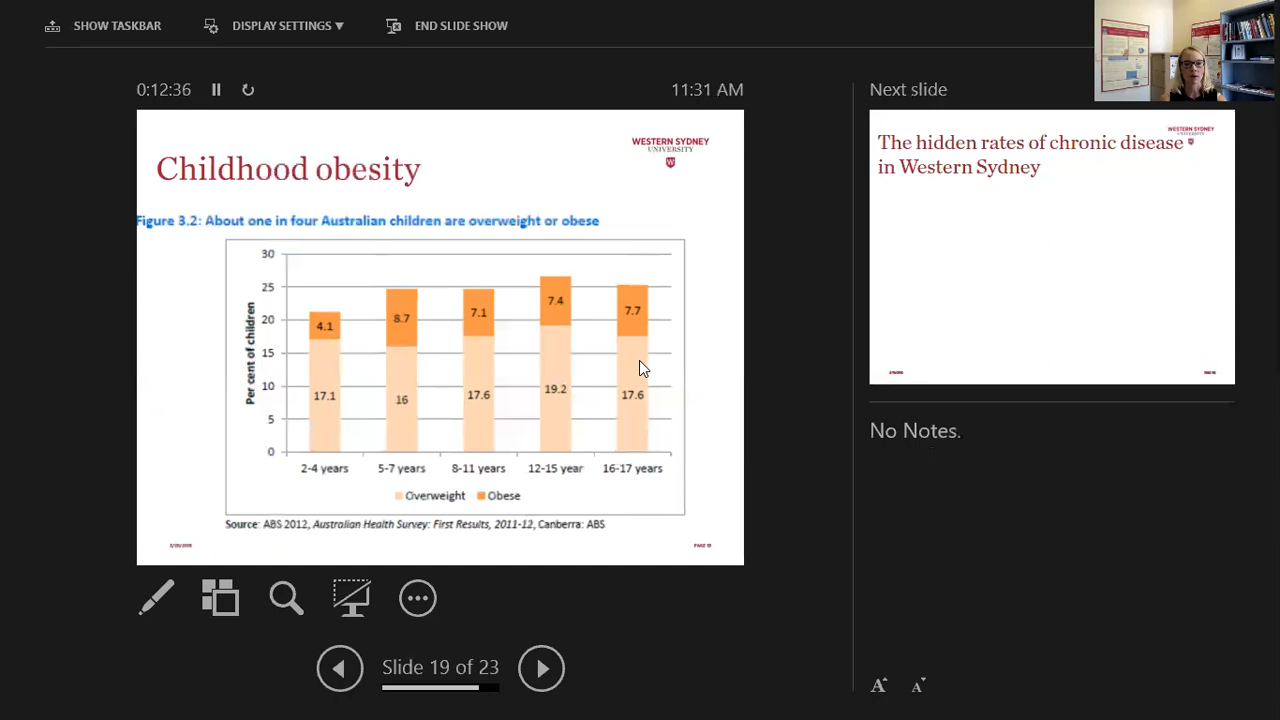 SHOW TASKBAR DISPLAY SETTINGS ▼ END SLIDE SHOW
0:12:36 11:31 AM
Next slide
WESTERN SYDNEY
UNIVERSITY
W
Childhood obesity
Figure 3.2: About one in four Australian children are overweight or obese
Per cent of children
30
25
20
15
10
5
0
4.1
17.1
8.7
16
7.1
17.6
7.4
19.2
7.7
17.6
2-4 years 5-7 years 8-11 years 12-15 year 16-17 years
Overweight Obese
Source: ABS 2012, Australian Health Survey: First Results, 2011-12, Canberra: ABS
PAGE
WESTERN SYDNEY
UNIVERSITY
The hidden rates of chronic disease
in Western Sydney
No Notes.
Slide 19 of 23
A A